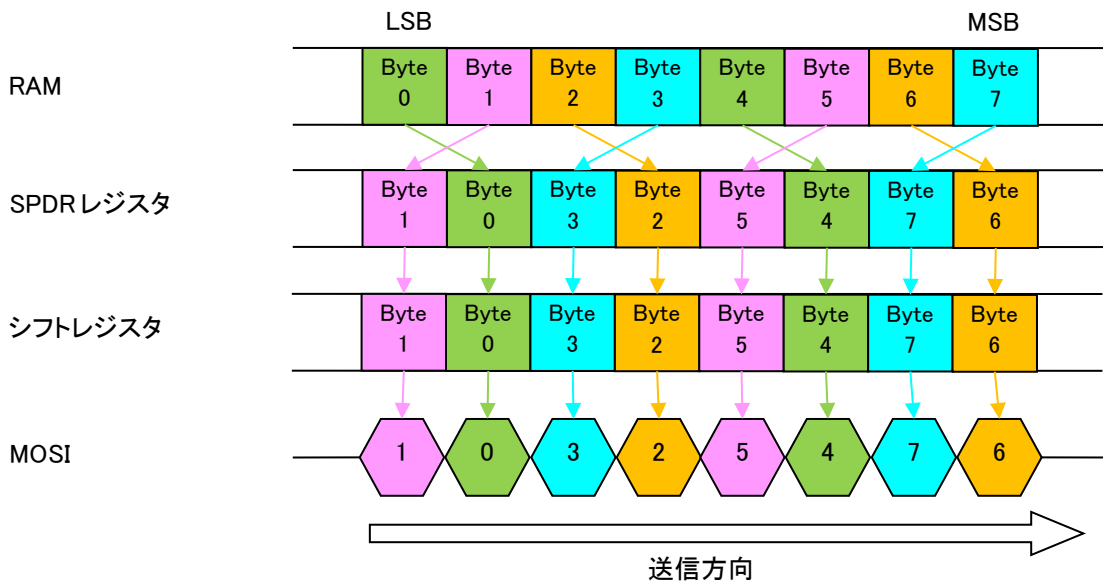 LSB MSB
RAM Byte 0 Byte 1 Byte 2 Byte 3 Byte 4 Byte 5 Byte 6 Byte 7
SPDRレジスタ Byte 1 Byte 0 Byte 3 Byte 2 Byte 5 Byte 4 Byte 7 Byte 6
シフトレジスタ Byte 1 Byte 0 Byte 3 Byte 2 Byte 5 Byte 4 Byte 7 Byte 6
MOSI 1 0 3 2 5 4 7 6
送信方向